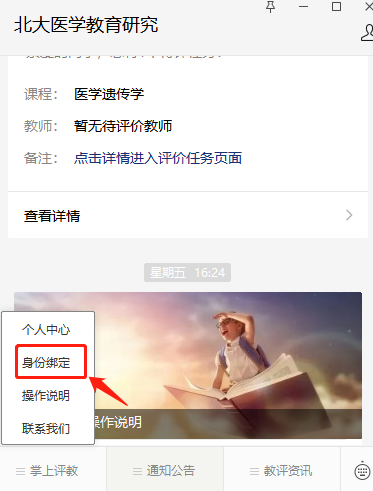 北大医学教育研究
课程： 医学遗传学
教师： 暂无待评价教师
备注： 点击详情进入评价任务页面
查看详情
星期五 16:24
个人中心
身份绑定
操作说明
联系我们
操作说明
掌上评教
通知公告
教评资讯